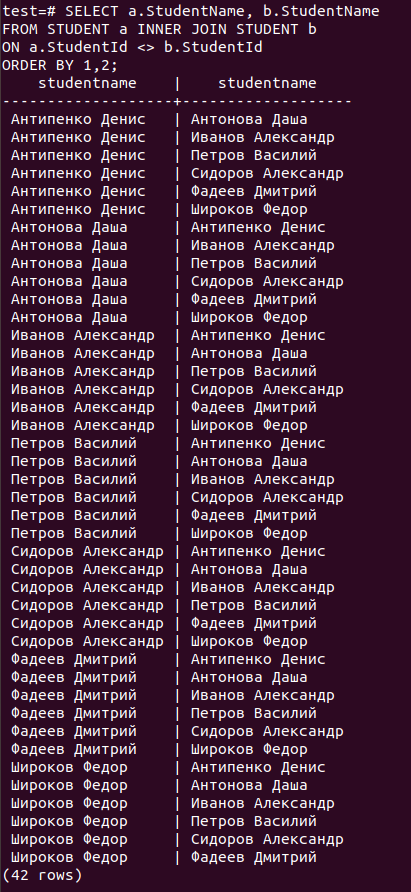 test=# SELECT a.StudentName, b.StudentName
FROM STUDENT a INNER JOIN STUDENT b
ON a.StudentId <> b.StudentId
ORDER BY 1,2;
    studentname    |    studentname
-------------------+-------------------
 Антипенко Денис   | Антонова Даша
 Антипенко Денис   | Иванов Александр
 Антипенко Денис   | Петров Василий
 Антипенко Денис   | Сидоров Александр
 Антипенко Денис   | Фадеев Дмитрий
 Антипенко Денис   | Широков Федор
 Антонова Даша     | Антипенко Денис
 Антонова Даша     | Иванов Александр
 Антонова Даша     | Петров Василий
 Антонова Даша     | Сидоров Александр
 Антонова Даша     | Фадеев Дмитрий
 Антонова Даша     | Широков Федор
 Иванов Александр  | Антипенко Денис
 Иванов Александр  | Антонова Даша
 Иванов Александр  | Петров Василий
 Иванов Александр  | Сидоров Александр
 Иванов Александр  | Фадеев Дмитрий
 Иванов Александр  | Широков Федор
 Петров Василий    | Антипенко Денис
 Петров Василий    | Антонова Даша
 Петров Василий    | Иванов Александр
 Петров Василий    | Сидоров Александр
 Петров Василий    | Фадеев Дмитрий
 Петров Василий    | Широков Федор
 Сидоров Александр | Антипенко Денис
 Сидоров Александр | Антонова Даша
 Сидоров Александр | Иванов Александр
 Сидоров Александр | Петров Василий
 Сидоров Александр | Фадеев Дмитрий
 Сидоров Александр | Широков Федор
 Фадеев Дмитрий    | Антипенко Денис
 Фадеев Дмитрий    | Антонова Даша
 Фадеев Дмитрий    | Иванов Александр
 Фадеев Дмитрий    | Петров Василий
 Фадеев Дмитрий    | Сидоров Александр
 Фадеев Дмитрий    | Широков Федор
 Широков Федор     | Антипенко Денис
 Широков Федор     | Антонова Даша
 Широков Федор     | Иванов Александр
 Широков Федор     | Петров Василий
 Широков Федор     | Сидоров Александр
 Широков Федор     | Фадеев Дмитрий
(42 rows)